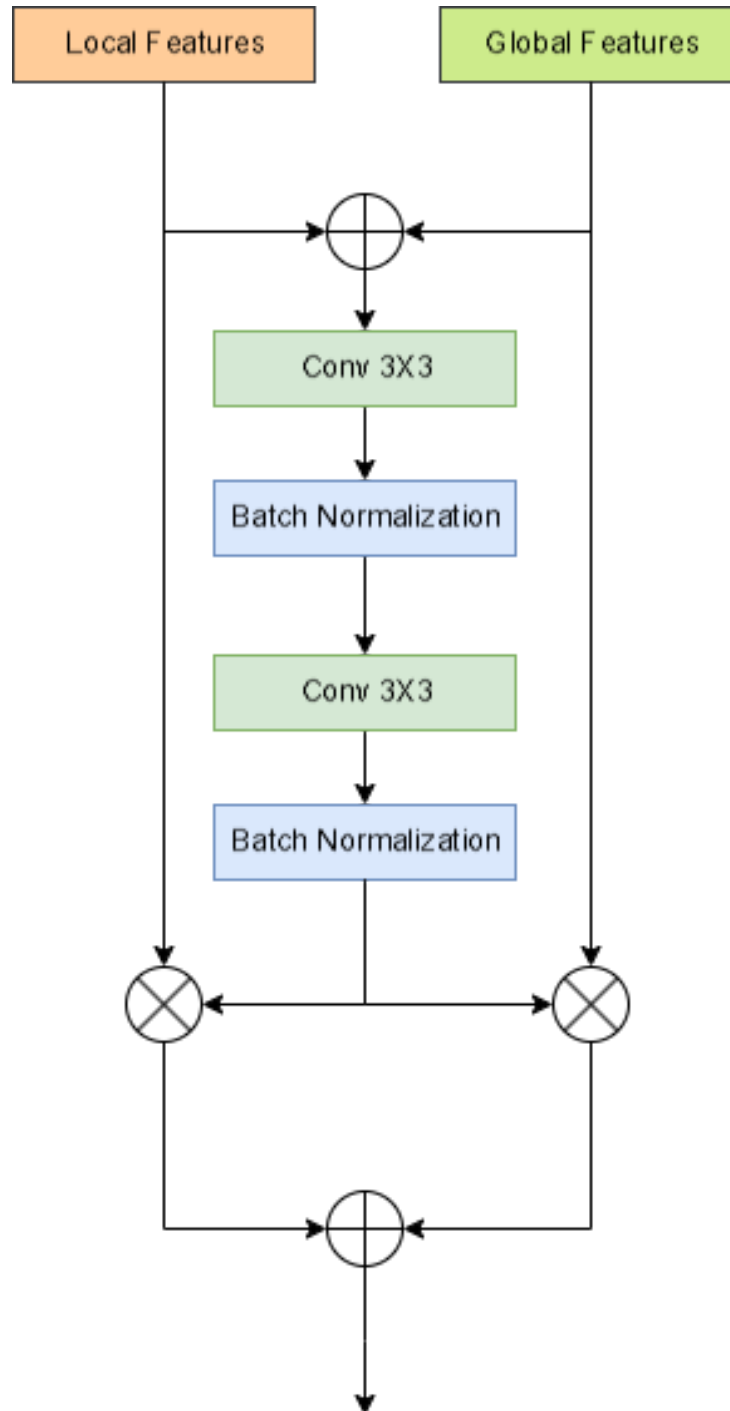 Local Features
Global Features
Conv 3X3
Batch Normalization
Conv 3X3
Batch Normalization